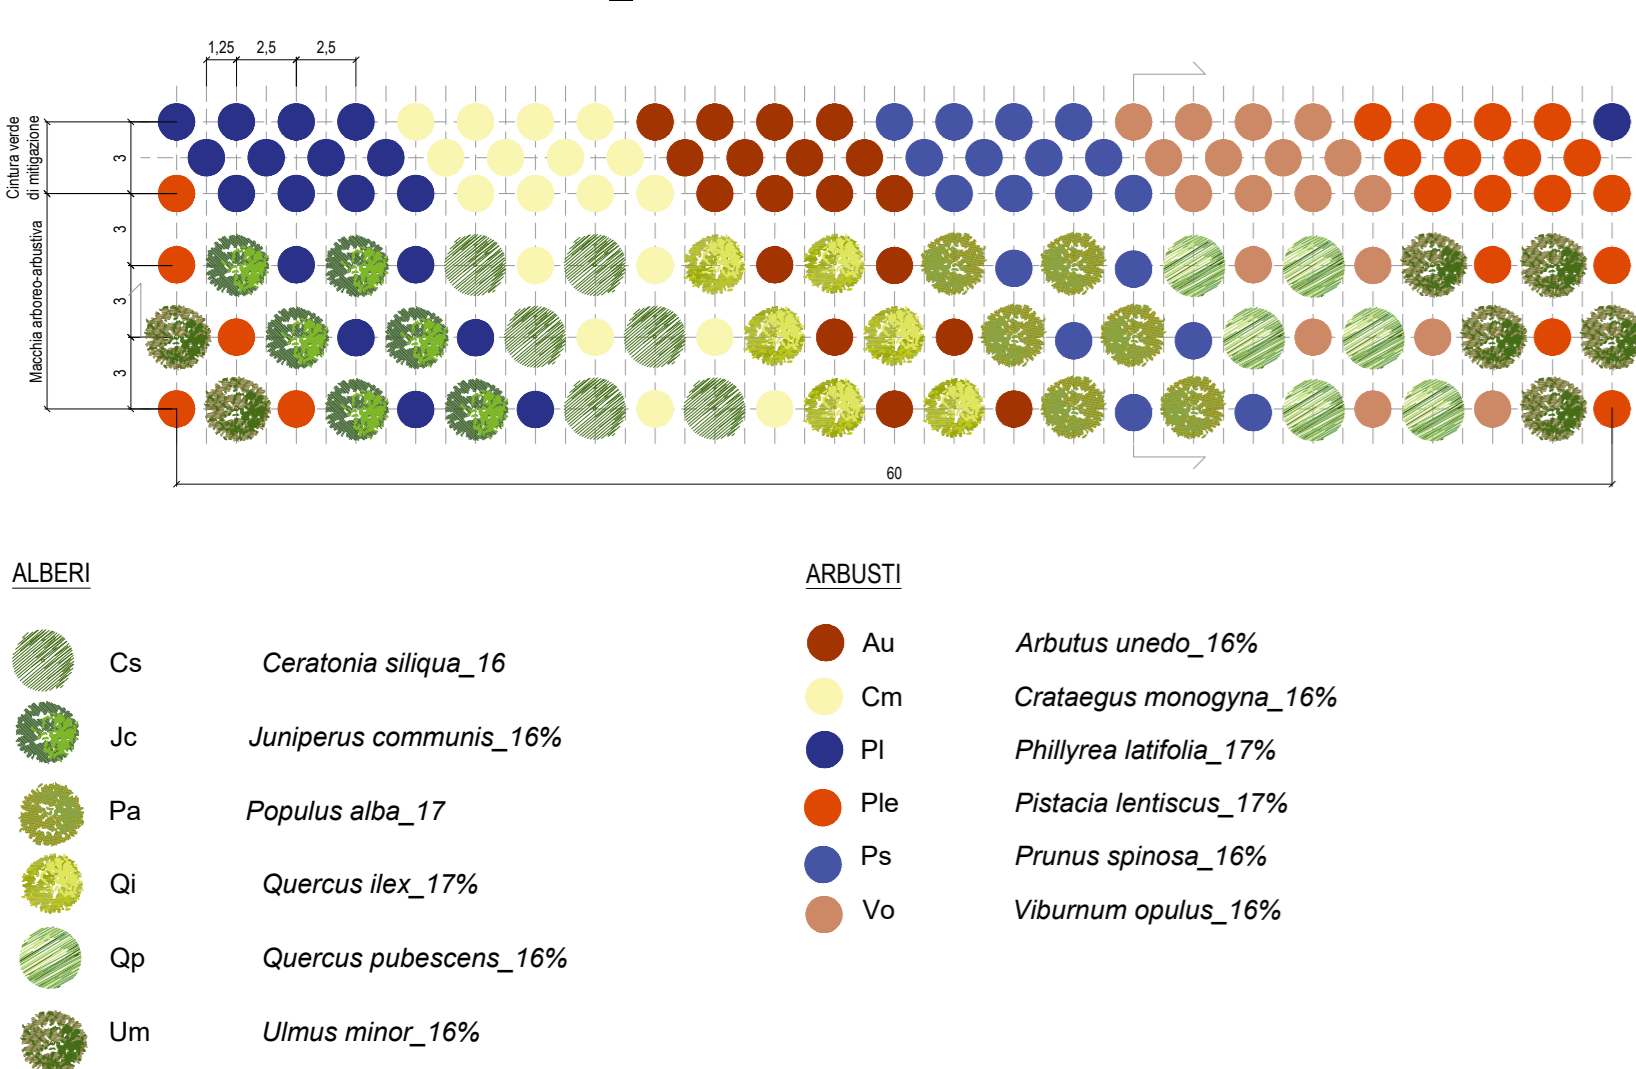 1,25 2,5 2,5
Cintura verde
di mitigazione
3
Macchia arboreo-arbustiva
3
3
3
60
ALBERI
Cs Ceratonia siliqua_16
Jc Juniperus communis_16%
Pa Populus alba_17
Qi Quercus ilex_17%
Qp Quercus pubescens_16%
Um Ulmus minor_16%
ARBUSTI
Au Arbutus unedo_16%
Cm Crataegus monogyna_16%
Pl Phillyrea latifolia_17%
Ple Pistacia lentiscus_17%
Ps Prunus spinosa_16%
Vo Viburnum opulus_16%